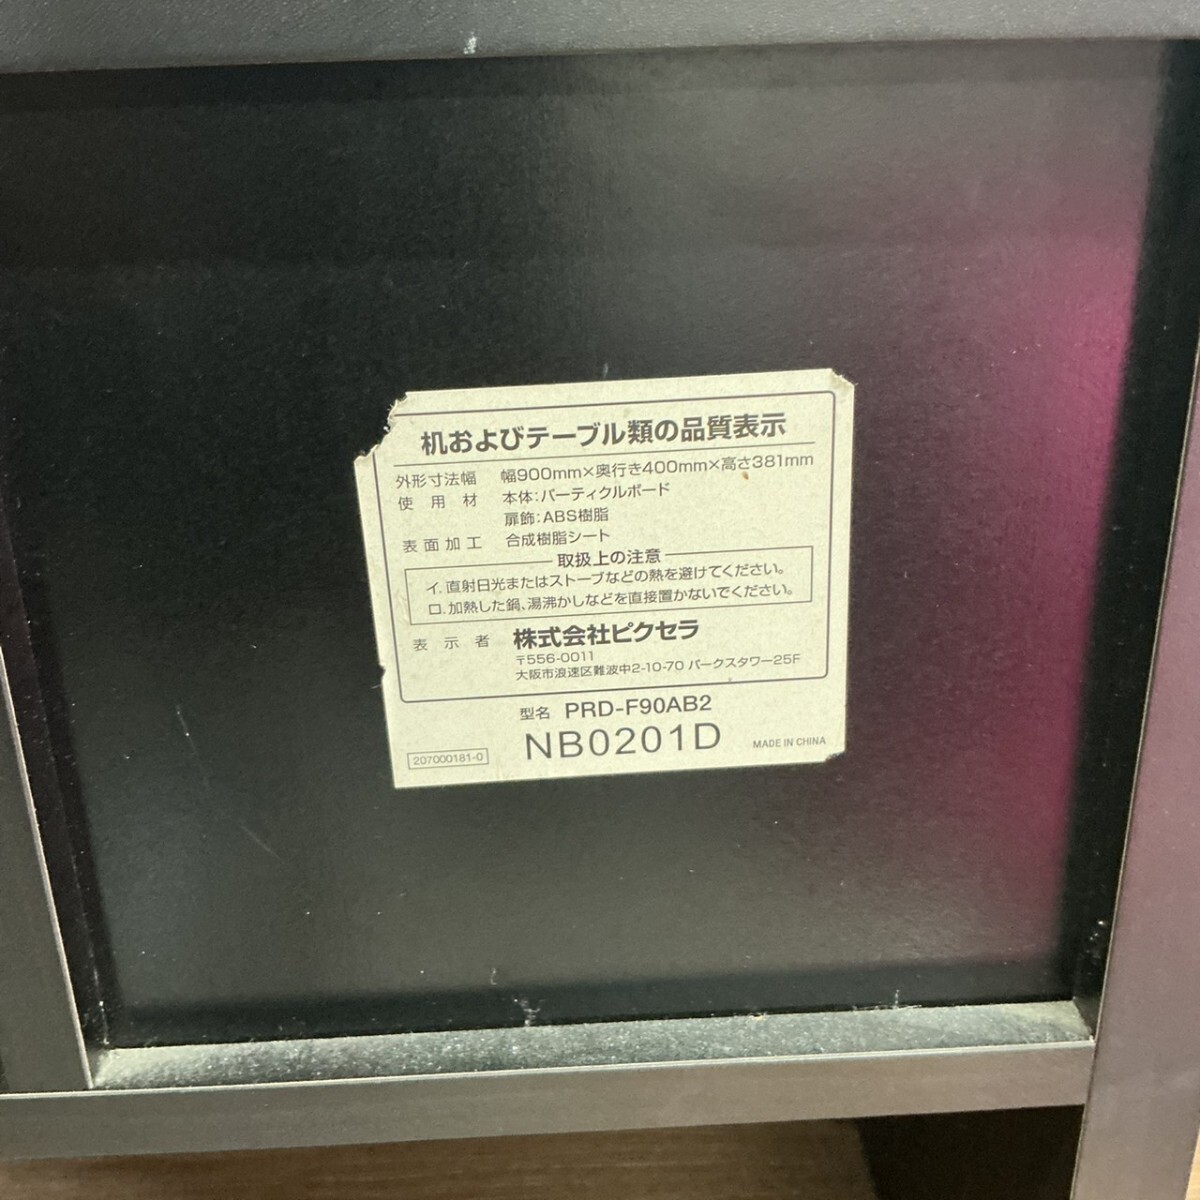 机およびテーブル類の品質表示
外形寸法幅 幅900mm×奥行き400mm×高さ381mm
使用材 本体:パーティクルボード
扉飾:ABS樹脂
表面加工 合成樹脂シート
取扱上の注意
イ.直射日光またはストーブなどの熱を避けてください。
ロ.加熱した鍋、湯沸かしなどを直接置かないでください。
表示者 株式会社ピクセラ
〒556-0011
大阪市浪速区難波中2-10-70 パークスタワー25F
型名 PRD-F90AB2
207000181-0 NB0201D MADE IN CHINA